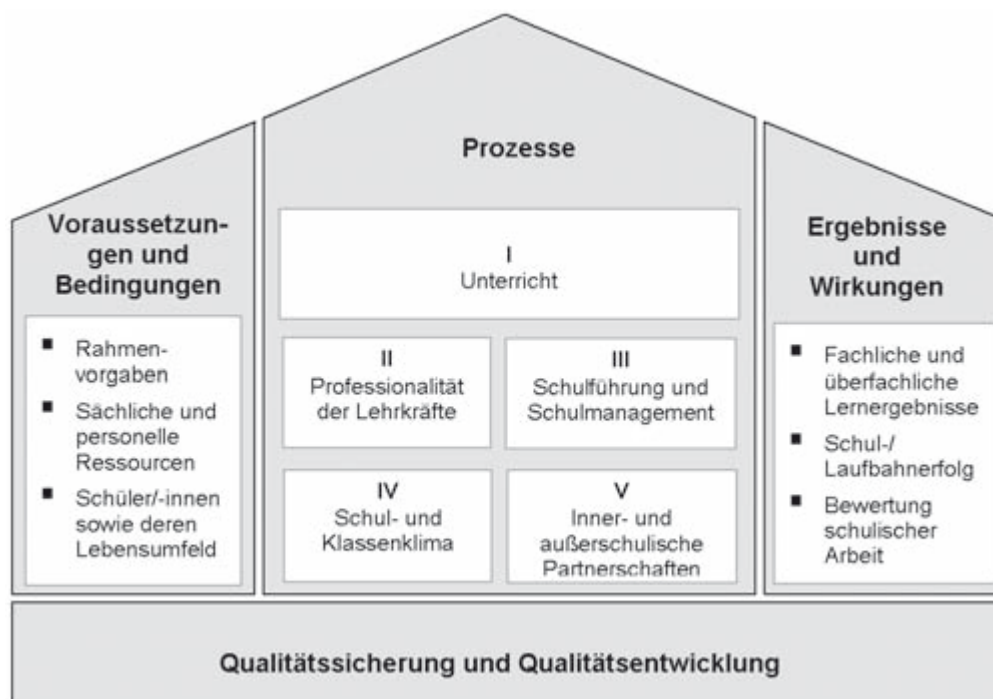 Voraussetzun-
gen und
Bedingungen
■ Rahmen-
vorgaben
■ Sächliche und
personelle
Ressourcen
■ Schüler/-innen
sowie deren
Lebensumfeld
Prozesse
I
Unterricht
II
Professionalität
der Lehrkräfte
III
Schulführung und
Schulmanagement
IV
Schul- und
Klassenklima
V
Inner- und
außerschulische
Partnerschaften
Ergebnisse
und
Wirkungen
■ Fachliche und
überfachliche
Lernergebnisse
■ Schul-/
Laufbahnerfolg
■ Bewertung
schulischer
Arbeit
Qualitätssicherung und Qualitätsentwicklung